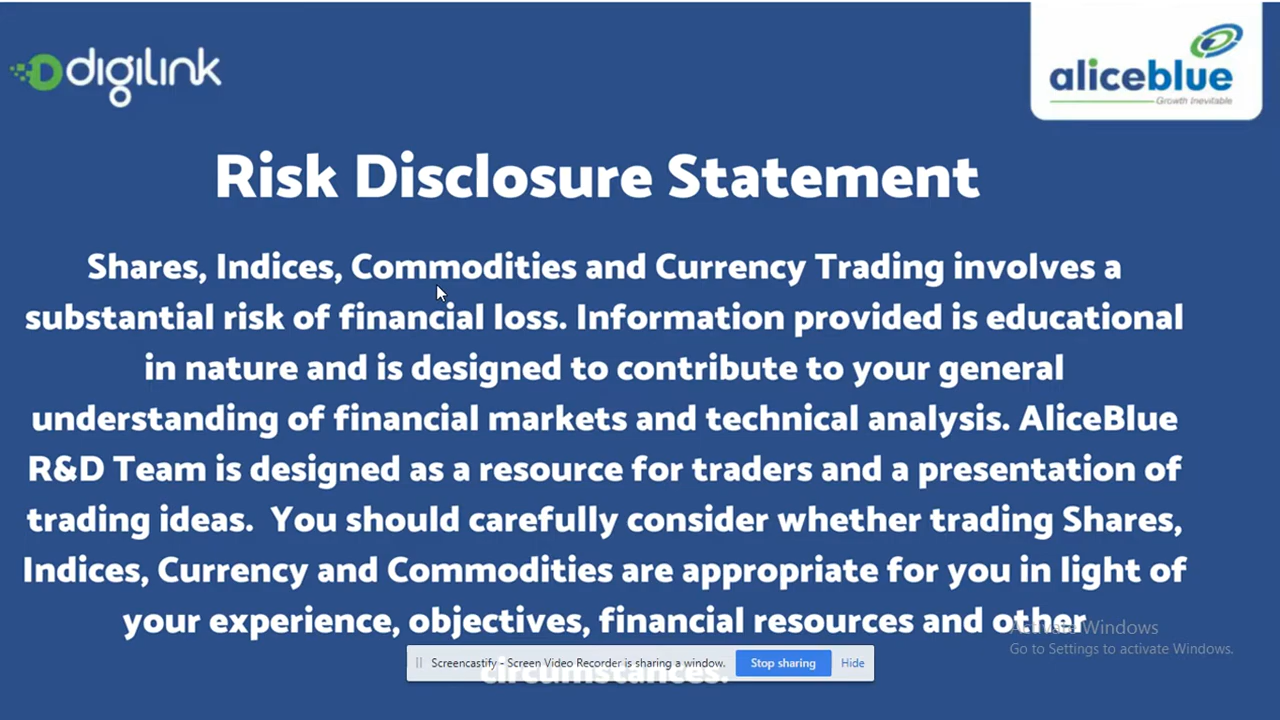 digilink
aliceblue
Growth Inevitable
Risk Disclosure Statement
Shares, Indices, Commodities and Currency Trading involves a
substantial risk of financial loss. Information provided is educational
in nature and is designed to contribute to your general
understanding of financial markets and technical analysis. AliceBlue
R&D Team is designed as a resource for traders and a presentation of
trading ideas. You should carefully consider whether trading Shares,
Indices, Currency and Commodities are appropriate for you in light of
your experience, objectives, financial resources and other
Activate Windows
Go to Settings to activate Windows.
Screencastify - Screen Video Recorder is sharing a window. Stop sharing Hide
circumstances.